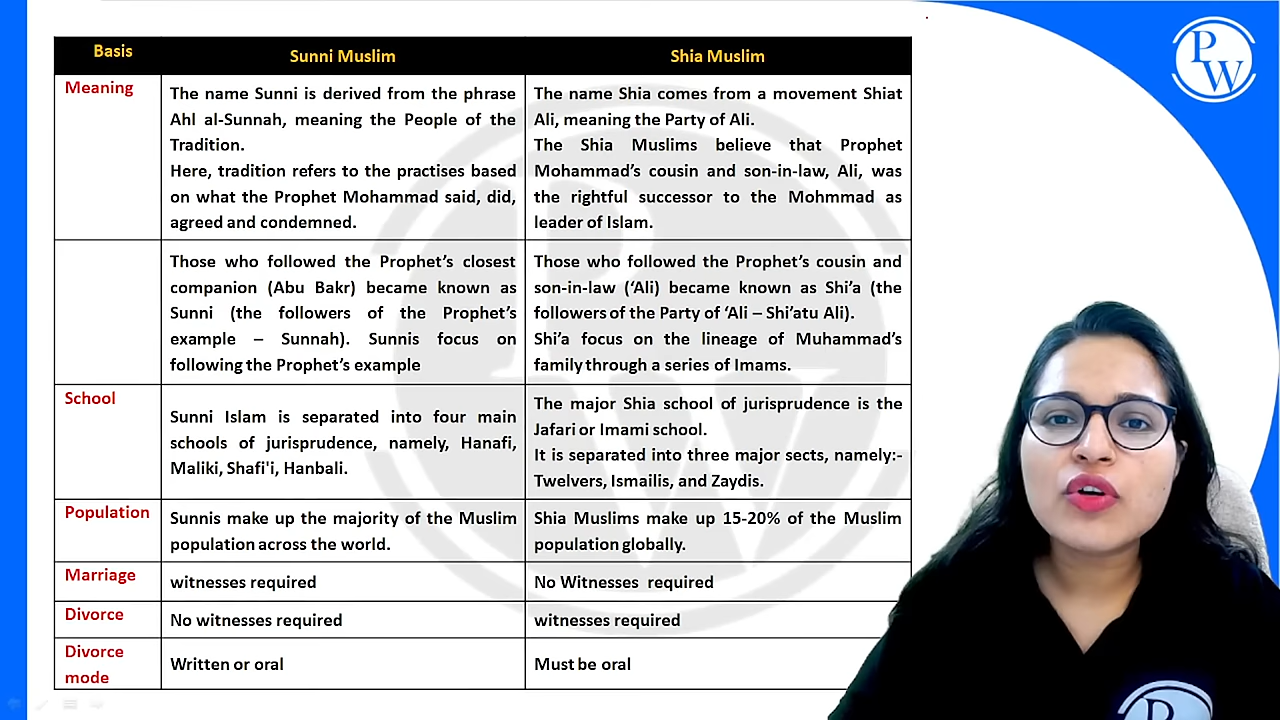 Basis
Sunni Muslim
Shia Muslim
Meaning
The name Sunni is derived from the phrase
Ahl al-Sunnah, meaning the People of the
Tradition.
Here, tradition refers to the practises based
on what the Prophet Mohammad said, did,
agreed and condemned.
The name Shia comes from a movement Shiat
Ali, meaning the Party of Ali.
The Shia Muslims believe that Prophet
Mohammad's cousin and son-in-law, Ali, was
the rightful successor to the Mohmmad as
leader of Islam.
Those who followed the Prophet's closest
companion (Abu Bakr) became known as
Sunni (the followers of the Prophet's
example – Sunnah). Sunnis focus on
following the Prophet's example
Those who followed the Prophet's cousin and
son-in-law ('Ali) became known as Shi'a (the
followers of the Party of 'Ali – Shi'atu Ali).
Shi'a focus on the lineage of Muhammad's
family through a series of Imams.
School
Sunni Islam is separated into four main
schools of jurisprudence, namely, Hanafi,
Maliki, Shafi'i, Hanbali.
The major Shia school of jurisprudence is the
Jafari or Imami school.
It is separated into three major sects, namely:-
Twelvers, Ismailis, and Zaydis.
Population
Sunnis make up the majority of the Muslim
population across the world.
Shia Muslims make up 15-20% of the Muslim
population globally.
Marriage
witnesses required
No Witnesses required
Divorce
No witnesses required
witnesses required
Divorce
mode
Written or oral
Must be oral
P
W
P